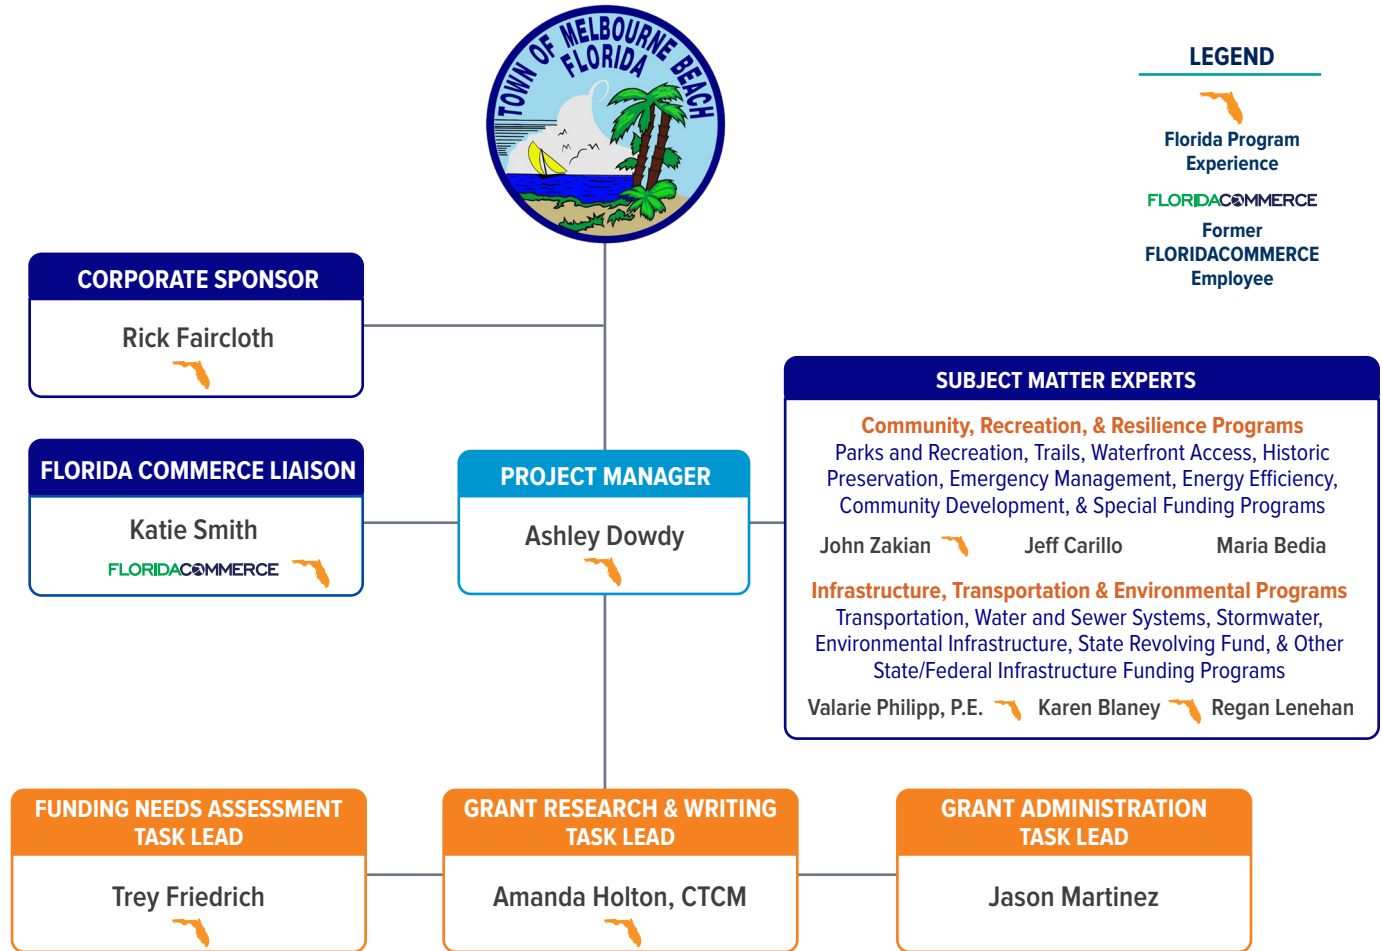 TOWN OF MELBOURNE BEACH
FLORIDA
LEGEND
Florida Program
Experience
FLORIDACOMMERCE
Former
FLORIDACOMMERCE
Employee
CORPORATE SPONSOR
Rick Faircloth
FLORIDA COMMERCE LIAISON
Katie Smith
FLORIDACOMMERCE
PROJECT MANAGER
Ashley Dowdy
SUBJECT MATTER EXPERTS
Community, Recreation, & Resilience Programs
Parks and Recreation, Trails, Waterfront Access, Historic
Preservation, Emergency Management, Energy Efficiency,
Community Development, & Special Funding Programs
John Zakian Jeff Carillo Maria Bedia
Infrastructure, Transportation & Environmental Programs
Transportation, Water and Sewer Systems, Stormwater,
Environmental Infrastructure, State Revolving Fund, & Other
State/Federal Infrastructure Funding Programs
Valarie Philipp, P.E. Karen Blaney Regan Lenehan
FUNDING NEEDS ASSESSMENT
TASK LEAD
Trey Friedrich
GRANT RESEARCH & WRITING
TASK LEAD
Amanda Holton, CTCM
GRANT ADMINISTRATION
TASK LEAD
Jason Martinez